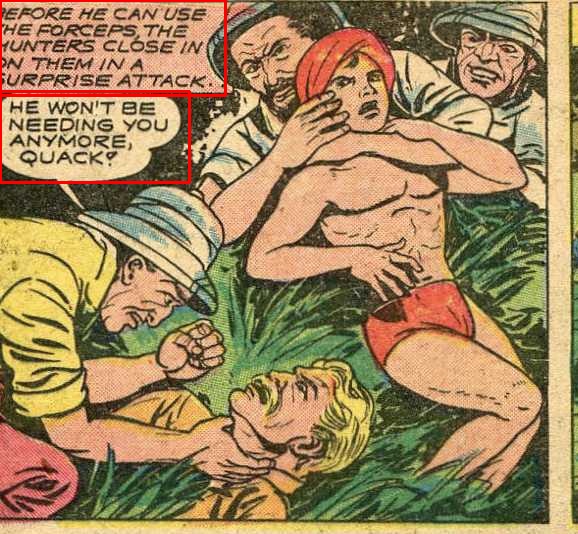 BEFORE HE CAN USE
THE FORCEPS, THE
HUNTERS CLOSE IN
ON THEM IN A
SURPRISE ATTACK.
HE WON'T BE
NEEDING YOU
ANYMORE,
QUACK?